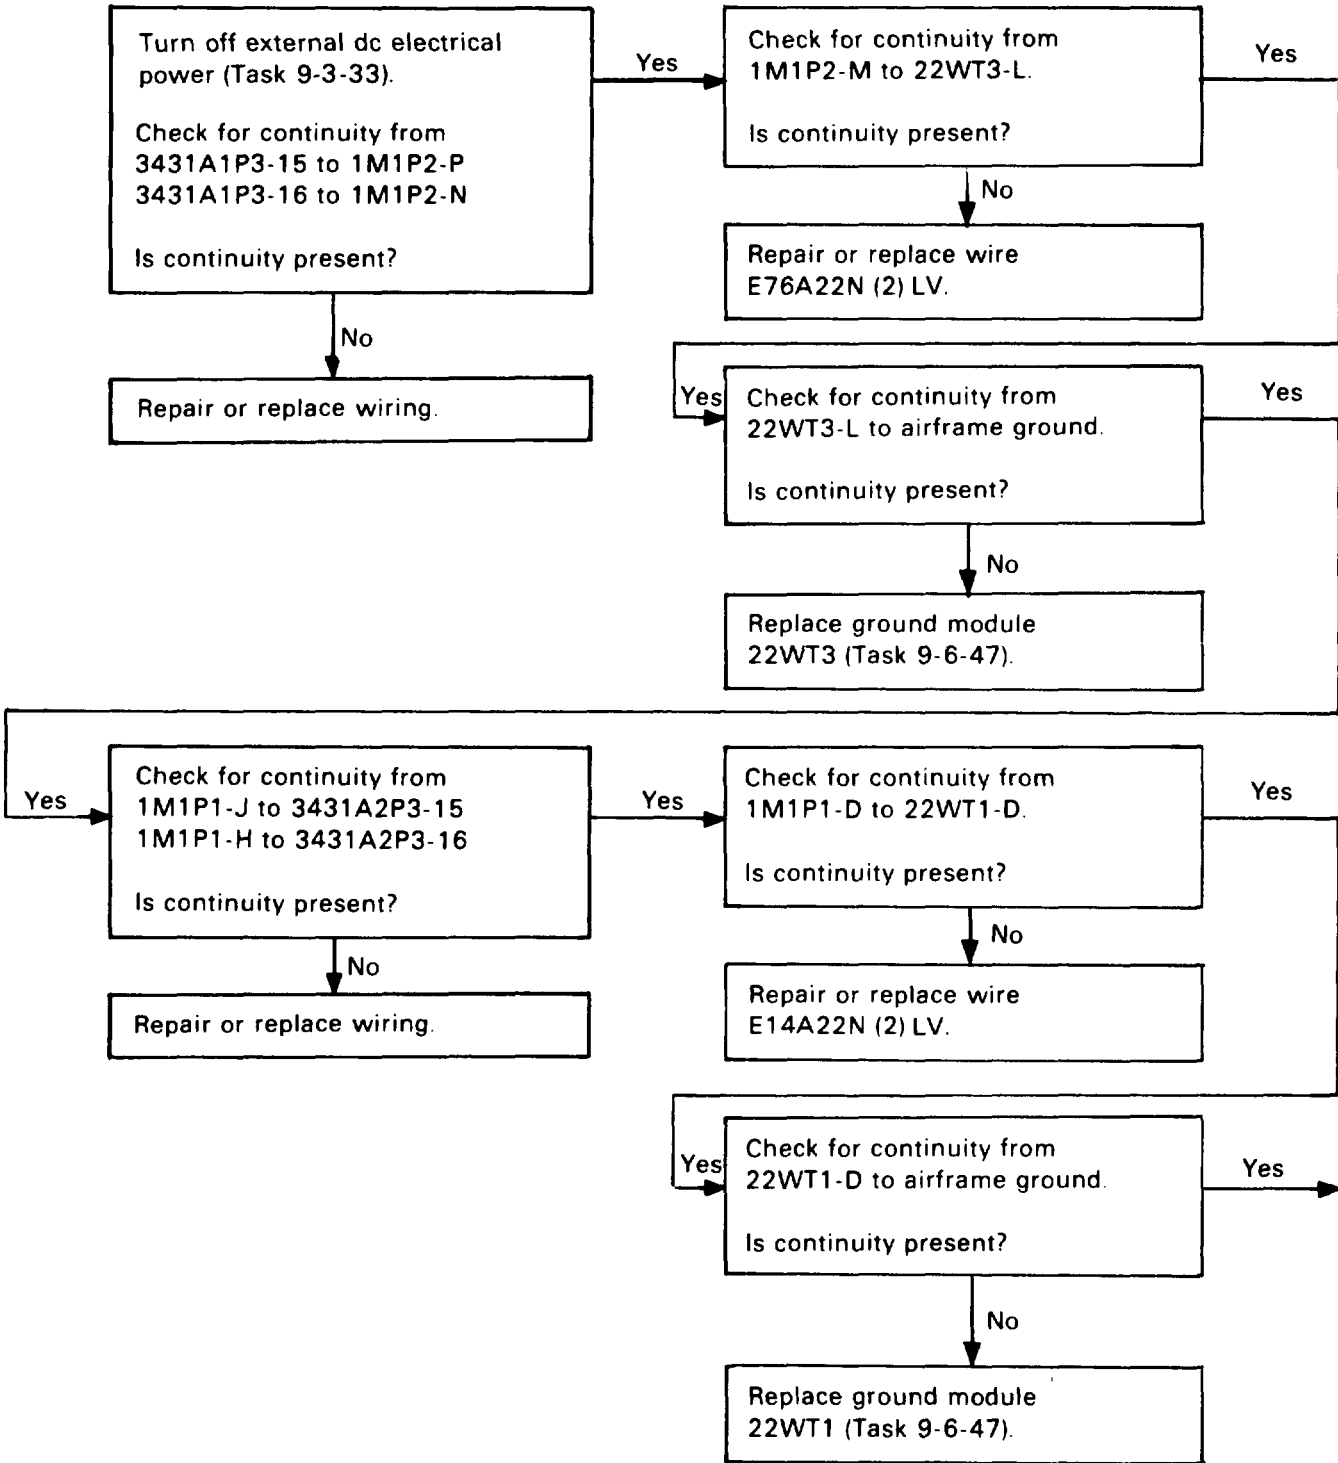 Turn off external dc electrical
power (Task 9-3-33).
Check for continuity from
3431A1P3-15 to 1M1P2-P
3431A1P3-16 to 1M1P2-N
Is continuity present?
Yes
No
Repair or replace wiring.
Check for continuity from
1M1P2-M to 22WT3-L.
Is continuity present?
Yes
No
Repair or replace wire
E76A22N (2) LV.
Yes
Check for continuity from
22WT3-L to airframe ground.
Is continuity present?
Yes
No
Replace ground module
22WT3 (Task 9-6-47).
Yes
Check for continuity from
1M1P1-J to 3431A2P3-15
1M1P1-H to 3431A2P3-16
Is continuity present?
Yes
No
Repair or replace wiring.
Check for continuity from
1M1P1-D to 22WT1-D.
Is continuity present?
Yes
No
Repair or replace wire
E14A22N (2) LV.
Yes
Check for continuity from
22WT1-D to airframe ground.
Is continuity present?
Yes
No
Replace ground module
22WT1 (Task 9-6-47).